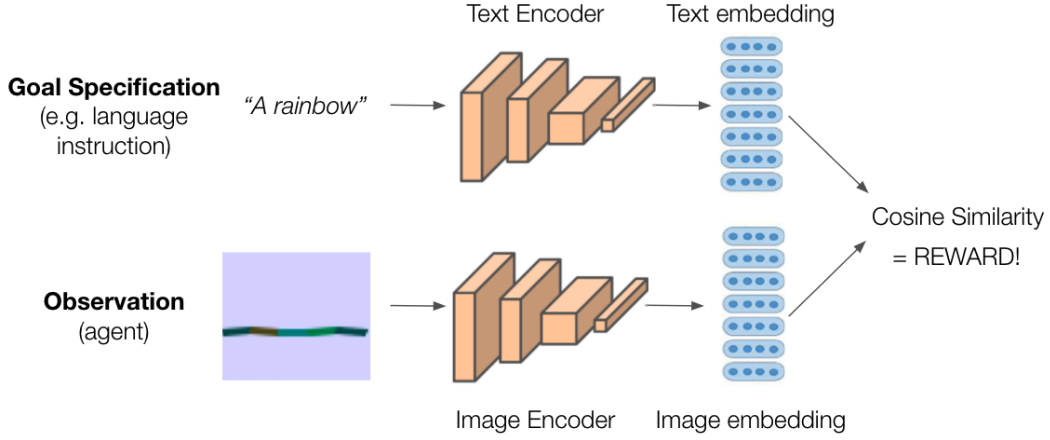 Text Encoder
Text embedding
Goal Specification
(e.g. language
instruction)
“A rainbow”
Cosine Similarity
= REWARD!
Observation
(agent)
Image Encoder
Image embedding